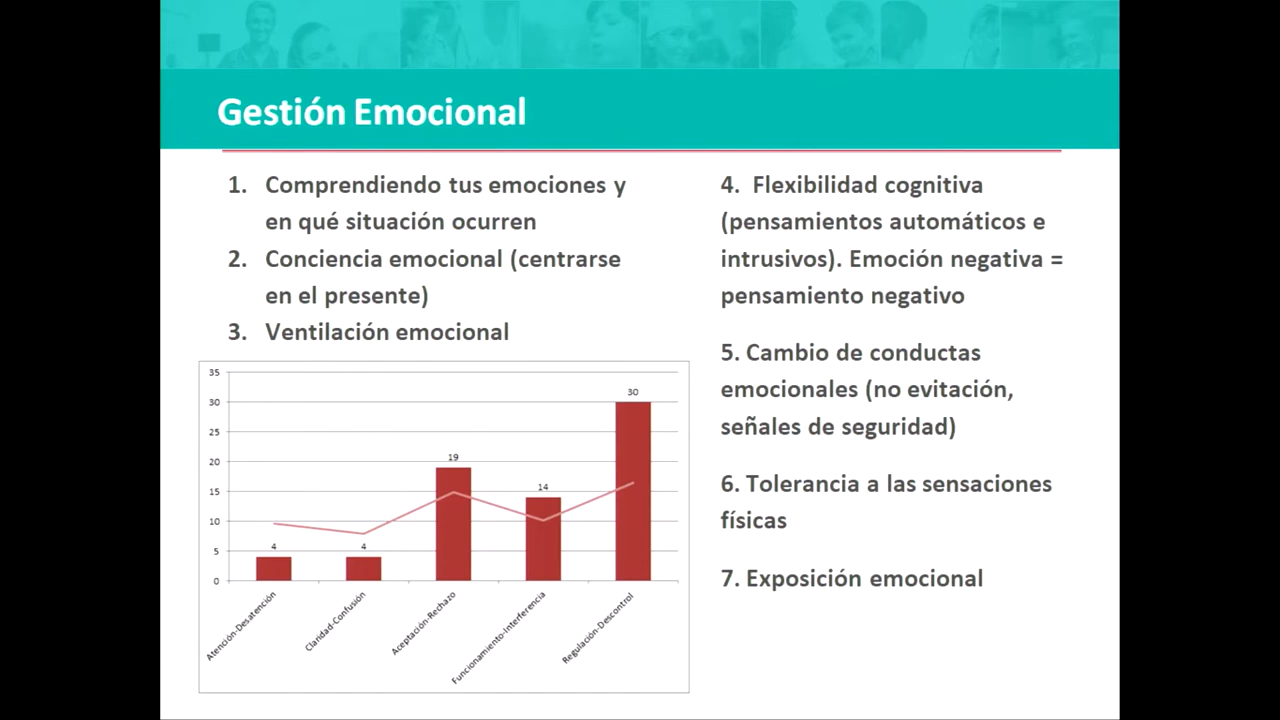 Gestión Emocional
1. Comprendiendo tus emociones y
en qué situación ocurren
2. Conciencia emocional (centrarse
en el presente)
3. Ventilación emocional
35
30
25
20
15
10
5
0
4
4
19
14
30
Atención-Desatención
Claridad-Confusión
Aceptación-Rechazo
Funcionamiento-Interferencia
Regulación-Descontrol
4. Flexibilidad cognitiva
(pensamientos automáticos e
intrusivos). Emoción negativa =
pensamiento negativo
5. Cambio de conductas
emocionales (no evitación,
señales de seguridad)
6. Tolerancia a las sensaciones
físicas
7. Exposición emocional